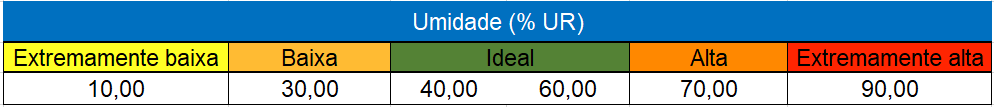 Umidade (% UR)
Extremamente baixa Baixa Ideal Alta Extremamente alta
10,00 30,00 40,00 60,00 70,00 90,00